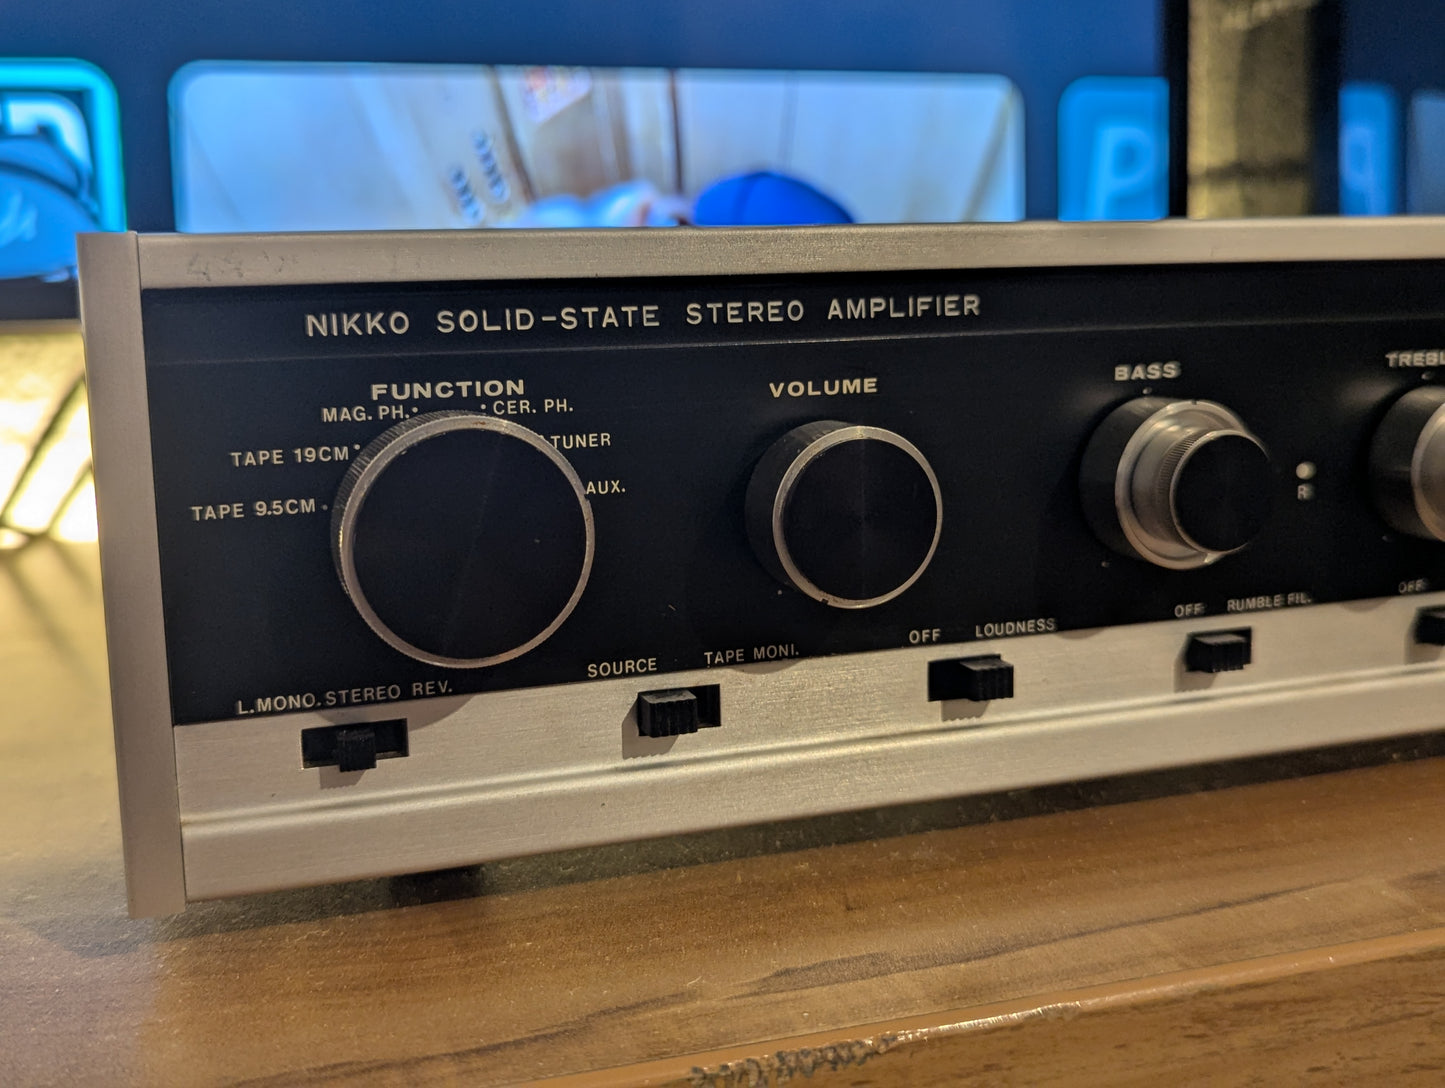 NIKKO SOLID-STATE STEREO AMPLIFIER
FUNCTION
MAG. PH. CER. PH.
TAPE 19CM TUNER
TAPE 9.5CM AUX.
VOLUME
BASS
TREBL
R
L.MONO. STEREO REV.
SOURCE TAPE MONI.
OFF LOUDNESS
OFF RUMBLE FIL.
OFF
P